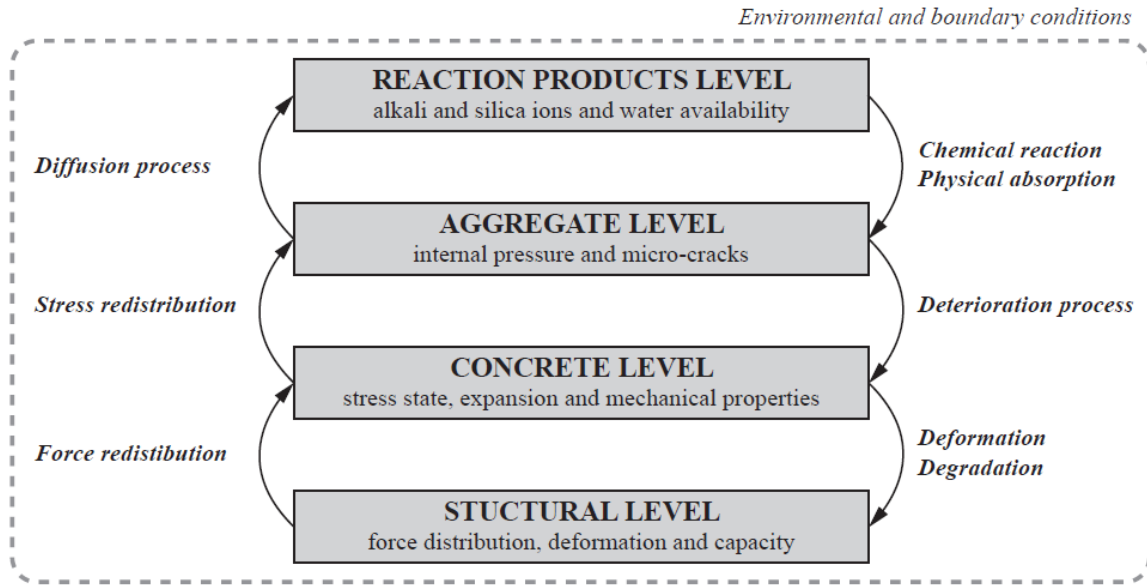 Environmental and boundary conditions
REACTION PRODUCTS LEVEL
alkali and silica ions and water availability
Diffusion process
Chemical reaction
Physical absorption
AGGREGATE LEVEL
internal pressure and micro-cracks
Stress redistribution
Deterioration process
CONCRETE LEVEL
stress state, expansion and mechanical properties
Force redistibution
Deformation
Degradation
STUCTURAL LEVEL
force distribution, deformation and capacity